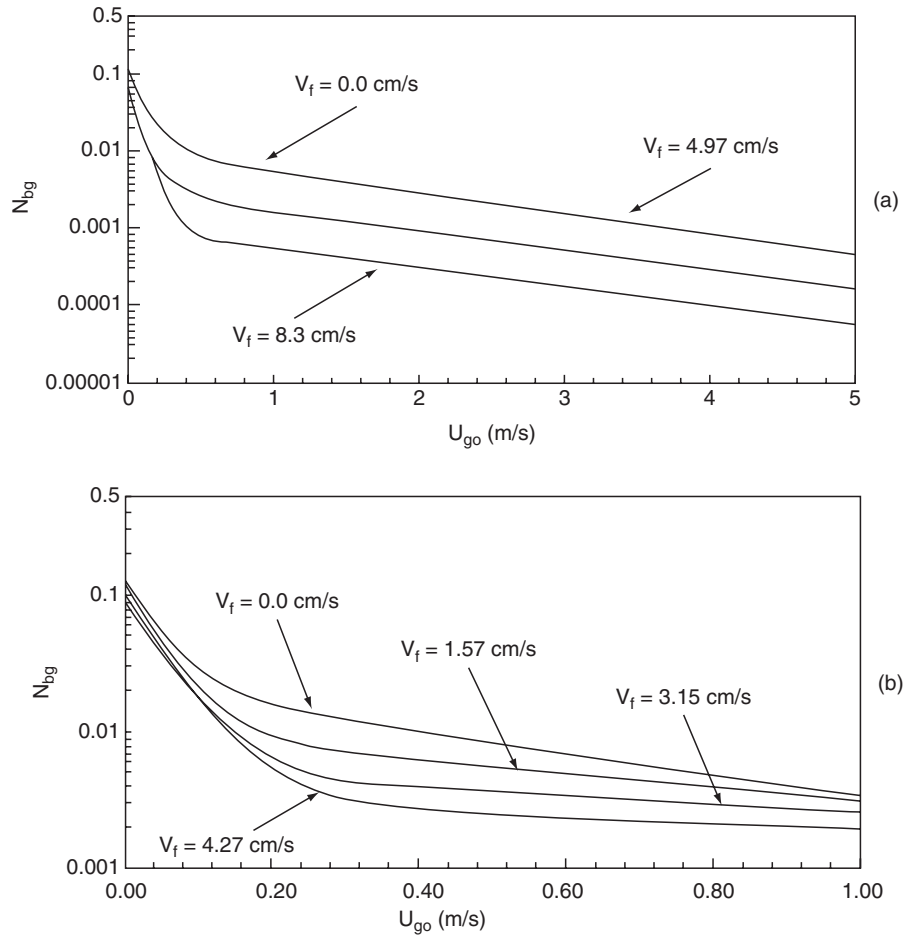 0.5
V_f = 0.0 cm/s
0.1
V_f = 4.97 cm/s
0.01
N_bg
(a)
0.001
0.0001
V_f = 8.3 cm/s
0.00001
0 1 2 3 4 5
U_go (m/s)
0.5
0.1
V_f = 0.0 cm/s
V_f = 1.57 cm/s
N_bg
(b)
V_f = 3.15 cm/s
0.01
V_f = 4.27 cm/s
0.001
0.00 0.20 0.40 0.60 0.80 1.00
U_go (m/s)